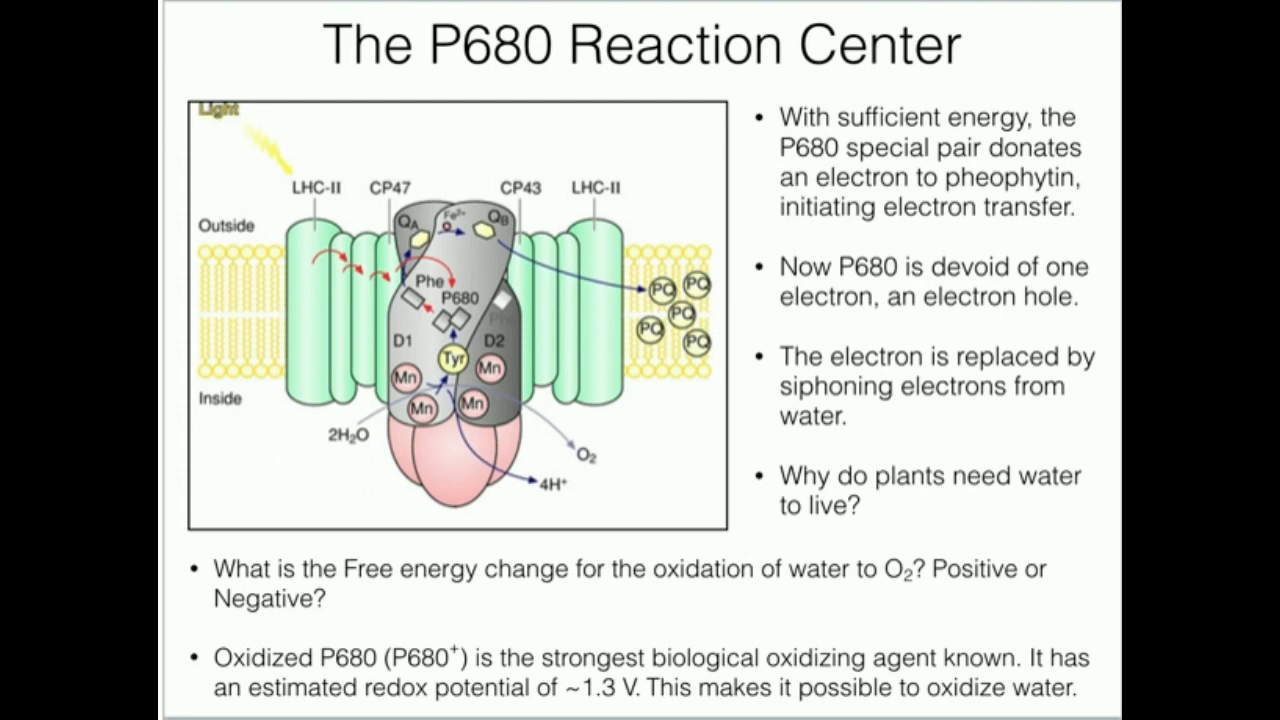 The P680 Reaction Center
Light
LHC-II
CP47
CP43
LHC-II
Outside
QA
Fe²⁺
QB
Phe
P680
Phe
D1
D2
Tyr
Mn
Mn
Mn
Mn
PQ
PQ
PQ
PQ
PQ
Inside
2H₂O
O₂
4H⁺
• With sufficient energy, the
P680 special pair donates
an electron to pheophytin,
initiating electron transfer.
• Now P680 is devoid of one
electron, an electron hole.
• The electron is replaced by
siphoning electrons from
water.
• Why do plants need water
to live?
• What is the Free energy change for the oxidation of water to O₂? Positive or
Negative?
• Oxidized P680 (P680⁺) is the strongest biological oxidizing agent known. It has
an estimated redox potential of ~1.3 V. This makes it possible to oxidize water.